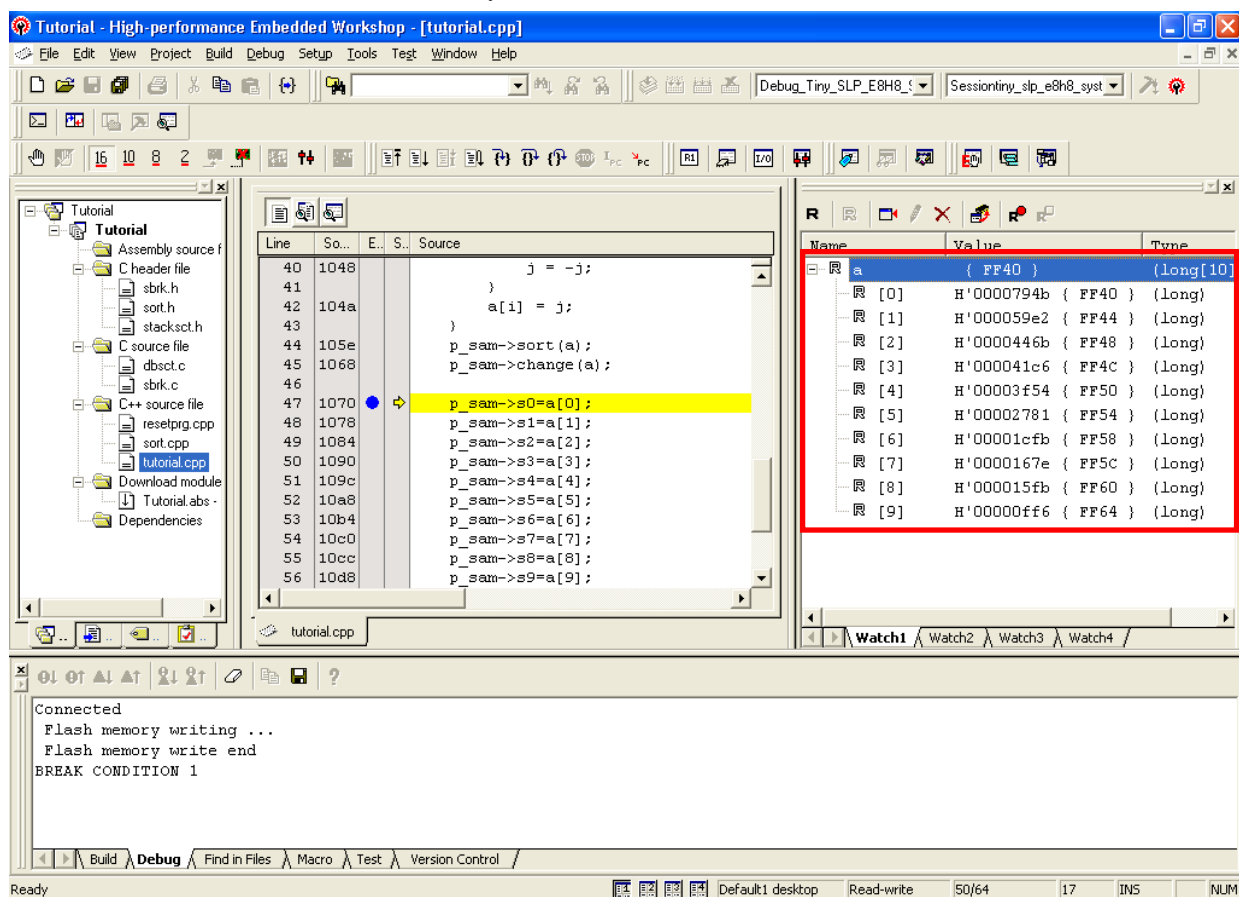 Tutorial - High-performance Embedded Workshop - [tutorial.cpp]
File Edit View Project Build Debug Setup Tools Test Window Help
Debug_Tiny_SLP_E8H8_S Sessiontiny_slp_e8h8_syst
16 10 8 2 STOP PC PC R1 I/O
Tutorial
Tutorial
Assembly source f
C header file
sbrk.h
sort.h
stacksct.h
C source file
dbsct.c
sbrk.c
C++ source file
resetprg.cpp
sort.cpp
tutorial.cpp
Download module
Tutorial.abs -
Dependencies
Line So... E.. S.. Source
40 1048 j = -j;
41 }
42 104a a[i] = j;
43 }
44 105e p_sam->sort(a);
45 1068 p_sam->change(a);
46
47 1070 p_sam->s0=a[0];
48 1078 p_sam->s1=a[1];
49 1084 p_sam->s2=a[2];
50 1090 p_sam->s3=a[3];
51 109c p_sam->s4=a[4];
52 10a8 p_sam->s5=a[5];
53 10b4 p_sam->s6=a[6];
54 10c0 p_sam->s7=a[7];
55 10cc p_sam->s8=a[8];
56 10d8 p_sam->s9=a[9];
tutorial.cpp
Name Value Type
R a { FF40 } (long[10]
R [0] H'0000794b { FF40 } (long)
R [1] H'000059e2 { FF44 } (long)
R [2] H'0000446b { FF48 } (long)
R [3] H'000041c6 { FF4C } (long)
R [4] H'00003f54 { FF50 } (long)
R [5] H'00002781 { FF54 } (long)
R [6] H'00001cfb { FF58 } (long)
R [7] H'0000167e { FF5C } (long)
R [8] H'000015fb { FF60 } (long)
R [9] H'00000ff6 { FF64 } (long)
Watch1 Watch2 Watch3 Watch4
Connected
Flash memory writing ...
Flash memory write end
BREAK CONDITION 1
Build Debug Find in Files Macro Test Version Control
Ready Default1 desktop Read-write 50/64 17 INS NUM